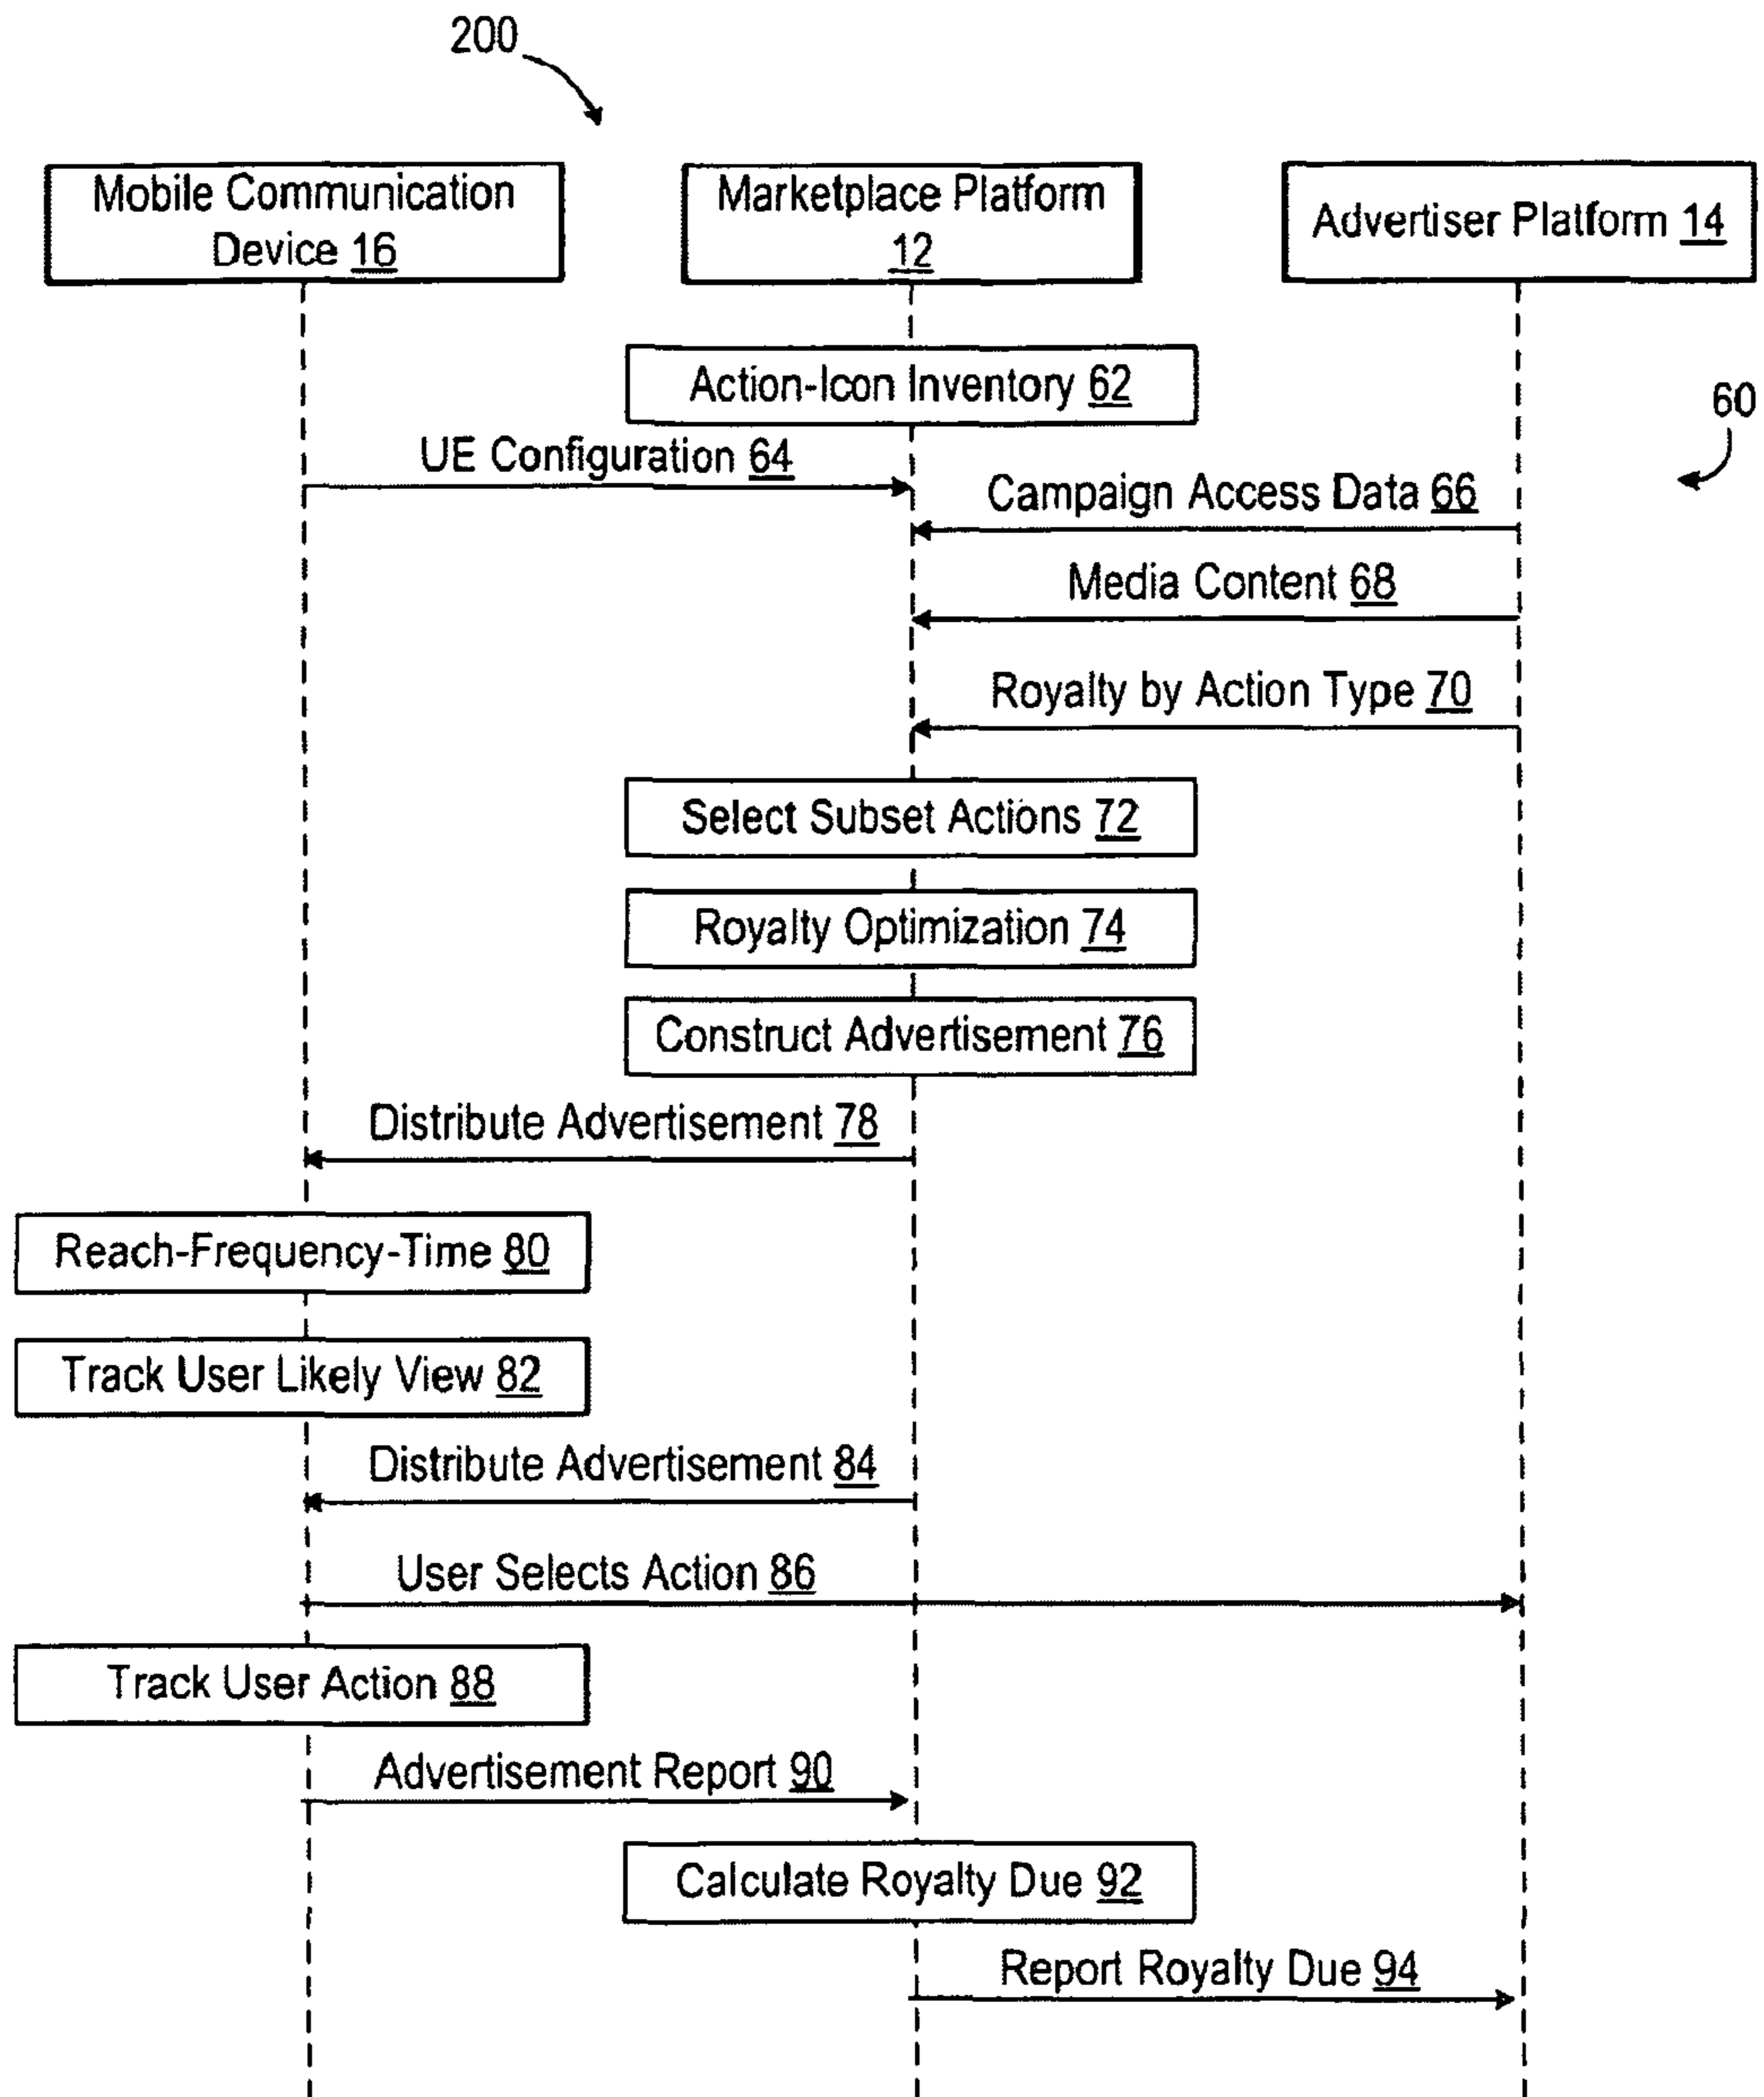 200
Mobile Communication
Device 16
Marketplace Platform
12
Advertiser Platform 14
Action-Icon Inventory 62
60
UE Configuration 64
Campaign Access Data 66
Media Content 68
Royalty by Action Type 70
Select Subset Actions 72
Royalty Optimization 74
Construct Advertisement 76
Distribute Advertisement 78
Reach-Frequency-Time 80
Track User Likely View 82
Distribute Advertisement 84
User Selects Action 86
Track User Action 88
Advertisement Report 90
Calculate Royalty Due 92
Report Royalty Due 94